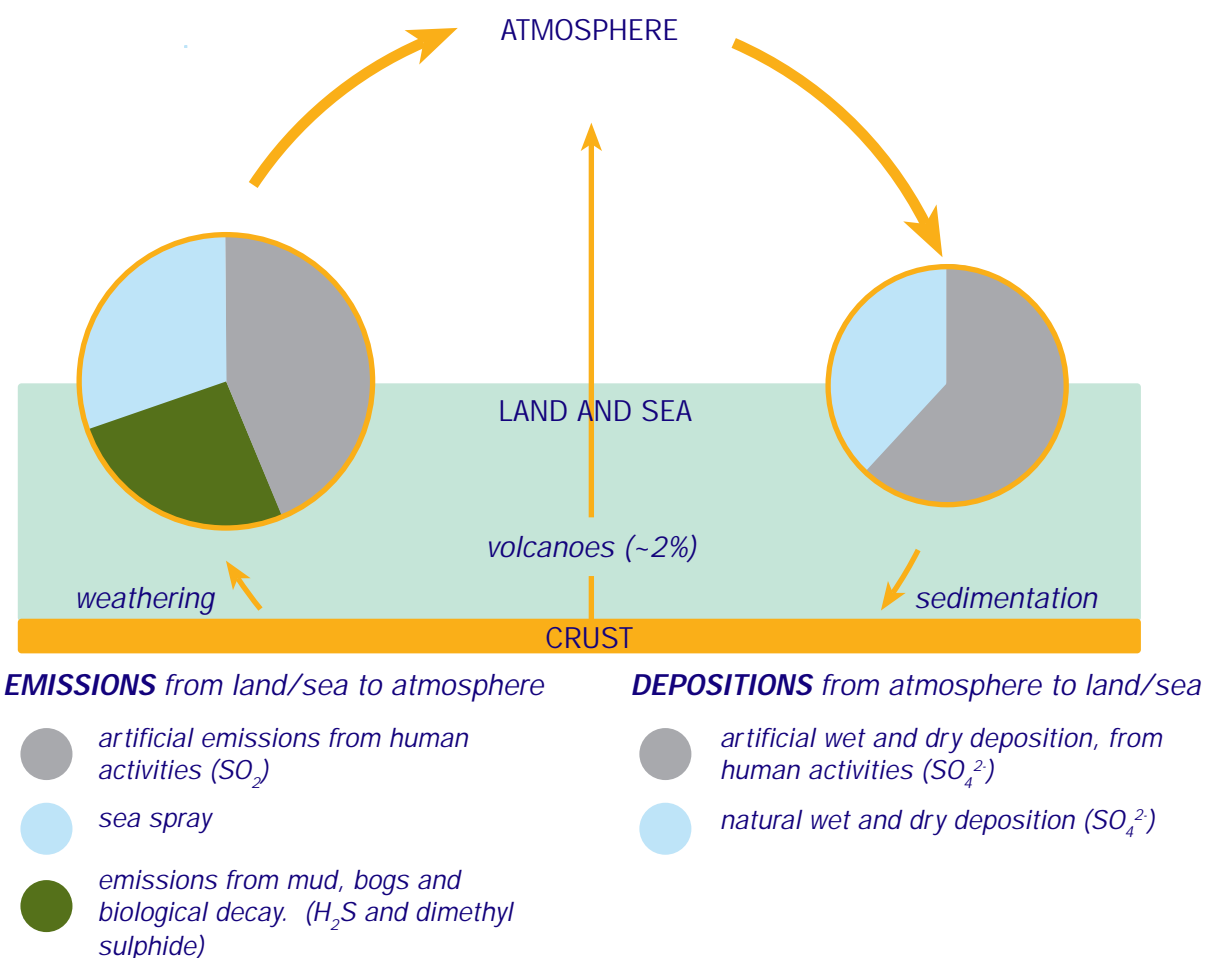 ATMOSPHERE
LAND AND SEA
volcanoes (~2%)
weathering
sedimentation
CRUST
EMISSIONS from land/sea to atmosphere
artificial emissions from human
activities (SO₂)
sea spray
emissions from mud, bogs and
biological decay. (H₂S and dimethyl
sulphide)
DEPOSITIONS from atmosphere to land/sea
artificial wet and dry deposition, from
human activities (SO₄²⁻)
natural wet and dry deposition (SO₄²⁻)